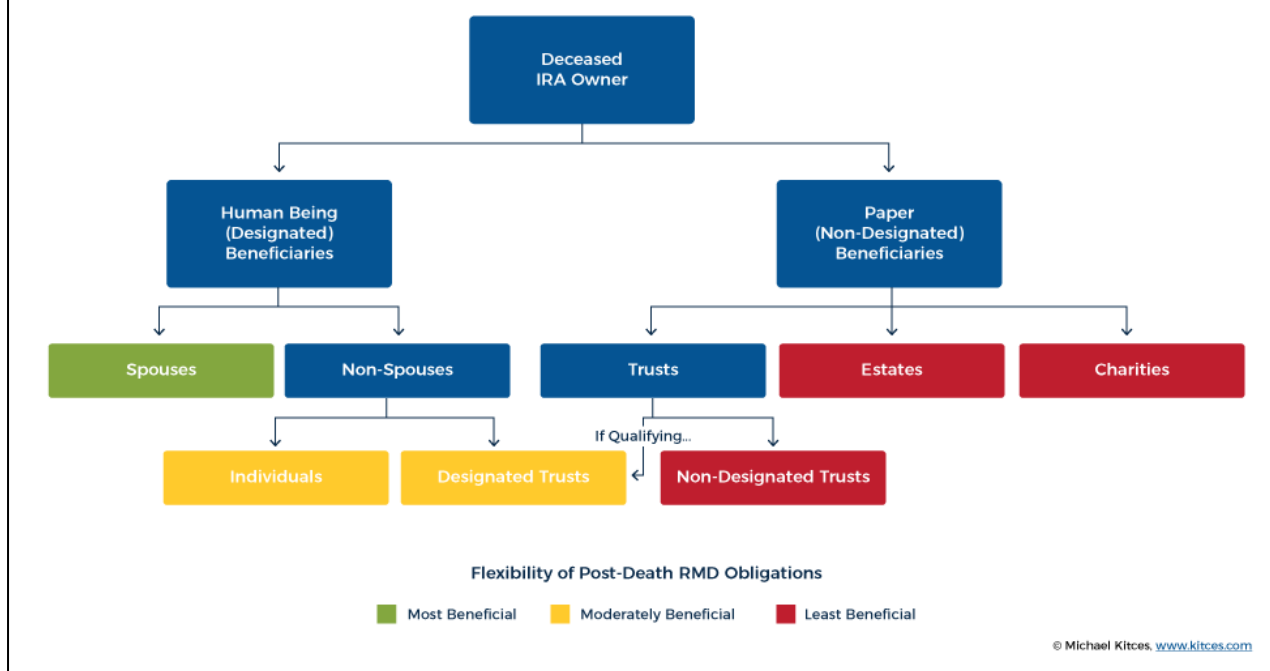 Deceased
IRA Owner
Human Being
(Designated)
Beneficiaries
Paper
(Non-Designated)
Beneficiaries
Spouses
Non-Spouses
Trusts
Estates
Charities
If Qualifying...
Individuals
Designated Trusts
Non-Designated Trusts
Flexibility of Post-Death RMD Obligations
Most Beneficial
Moderately Beneficial
Least Beneficial
© Michael Kitces, www.kitces.com